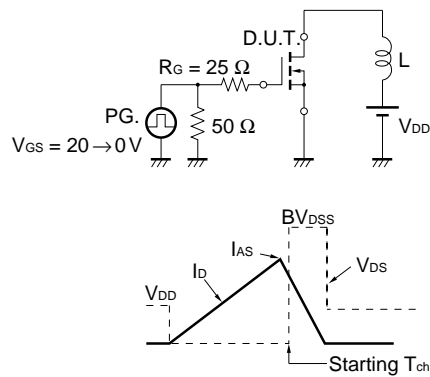 D.U.T.
RG = 25 Ω
L
PG.
50 Ω
VDD
VGS = 20 → 0 V
BVDSS
IAS
ID
VDS
VDD
Starting Tch